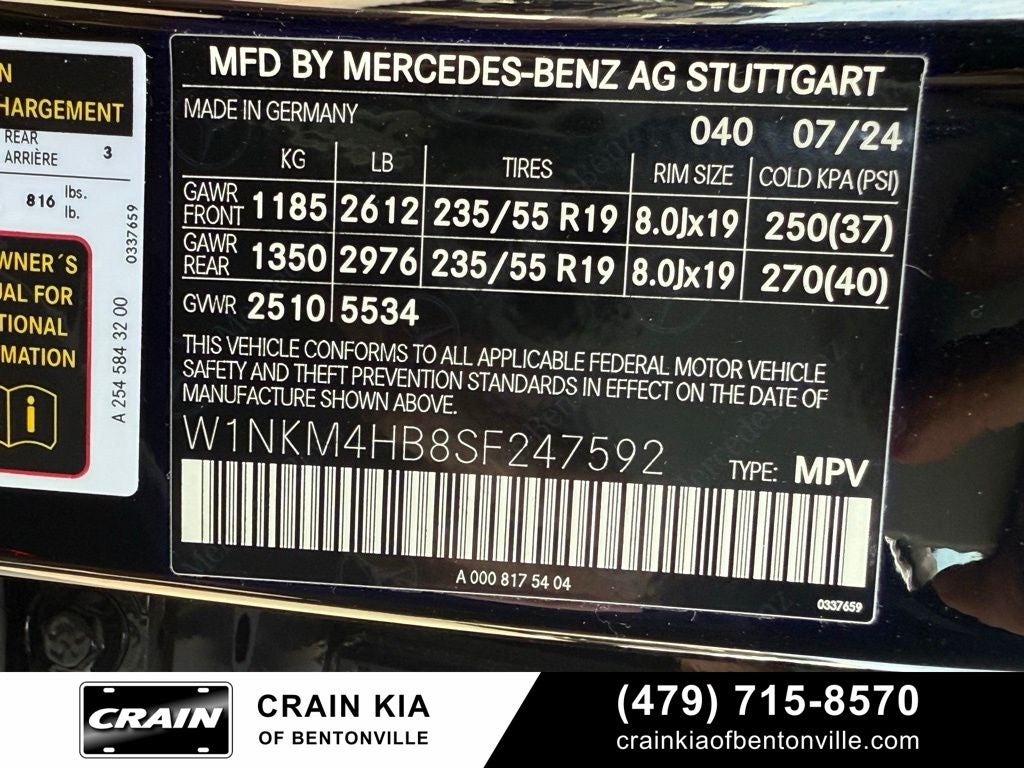 N
HARGEMENT
REAR
ARRIÈRE 3
816 lbs.
lb.
0337659
WNER´S
UAL FOR
TIONAL
MATION
i
A 254 584 32 00
MFD BY MERCEDES-BENZ AG STUTTGART
MADE IN GERMANY
040 07/24
KG LB TIRES RIM SIZE COLD KPA (PSI)
GAWR FRONT 1185 2612 235/55 R19 8.0Jx19 250(37)
GAWR REAR 1350 2976 235/55 R19 8.0Jx19 270(40)
GVWR 2510 5534
THIS VEHICLE CONFORMS TO ALL APPLICABLE FEDERAL MOTOR VEHICLE
SAFETY AND THEFT PREVENTION STANDARDS IN EFFECT ON THE DATE OF
MANUFACTURE SHOWN ABOVE.
W1NKM4HB8SF247592 TYPE: MPV
A 000 817 54 04
0337659
CRAIN
CRAIN KIA
OF BENTONVILLE
(479) 715-8570
crainkiaofbentonville.com